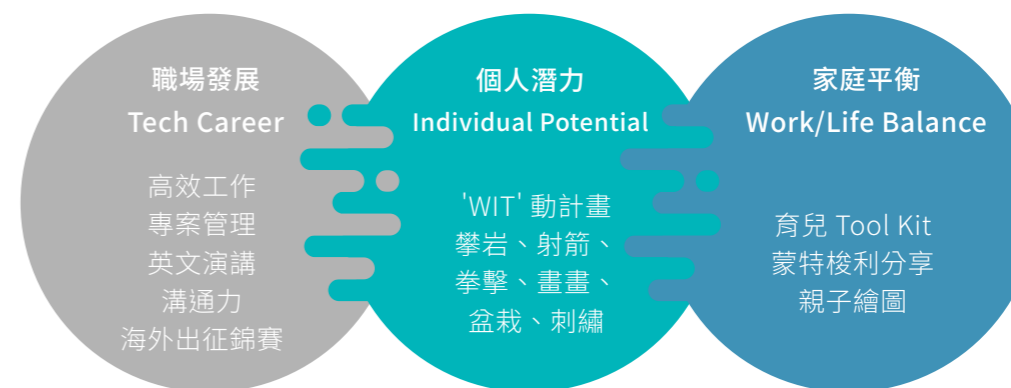 職場發展
Tech Career
高效工作
專案管理
英文演講
溝通力
海外出征錦賽
個人潛力
Individual Potential
'WIT' 動計畫
攀岩、射箭、
拳擊、畫畫、
盆栽、刺繡
家庭平衡
Work/Life Balance
育兒 Tool Kit
蒙特梭利分享
親子繪圖